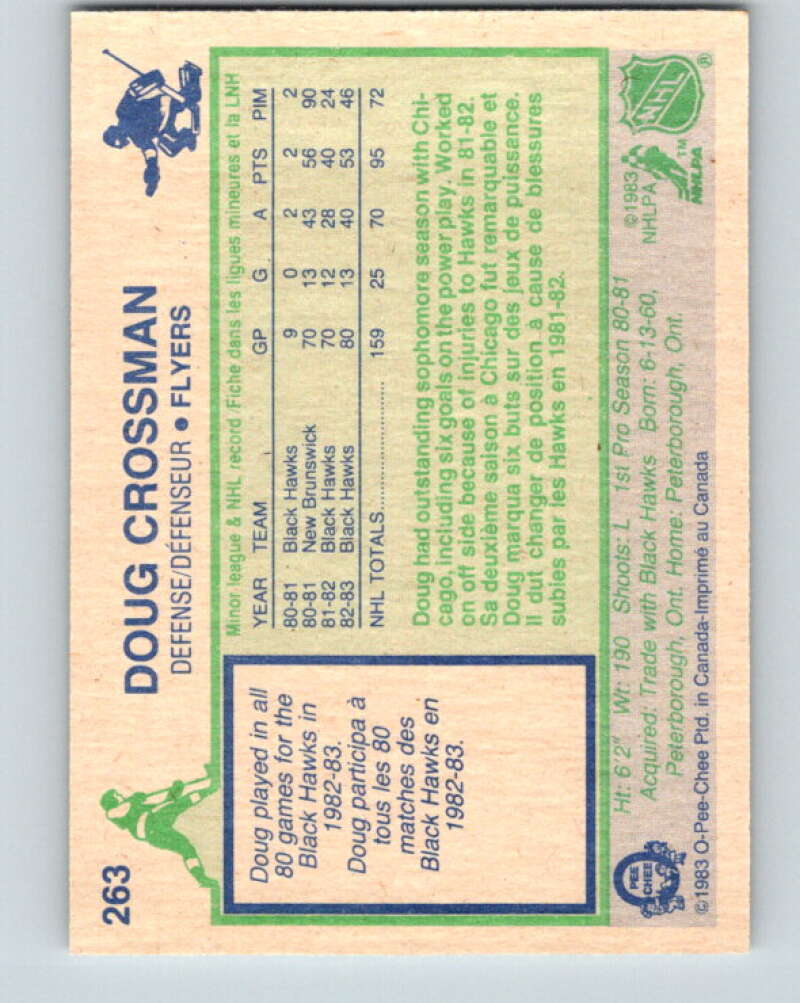 263
DOUG CROSSMAN
DEFENSE/DÉFENSEUR • FLYERS
Doug played in all
80 games for the
Black Hawks in
1982-83.
Doug participa à
tous les 80
matches des
Black Hawks en
1982-83.
Minor league & NHL record/Fiche dans les ligues mineures et la LNH
YEAR TEAM GP G A PTS PIM
80-81 Black Hawks 9 0 2 2 2
80-81 New Brunswick 70 13 43 56 90
81-82 Black Hawks 70 12 28 40 24
82-83 Black Hawks 80 13 40 53 46
NHL TOTALS 159 25 70 95 72
Doug had outstanding sophomore season with Chi-
cago, including six goals on the power play. Worked
on off side because of injuries to Hawks in 81-82.
Sa deuxième saison à Chicago fut remarquable et
Doug marqua six buts sur des jeux de puissance.
Il dut changer de position à cause de blessures
subies par les Hawks en 1981-82.
Ht: 6'2" Wt: 190 Shoots: L 1st Pro Season 80-81
Acquired: Trade with Black Hawks Born: 6-13-60,
Peterborough, Ont. Home: Peterborough, Ont.
©1983 NHLPA
NHLPA ™
NHL ®
O PEE CHEE
©1983 O-Pee-Chee Ptd. in Canada-Imprimé au Canada